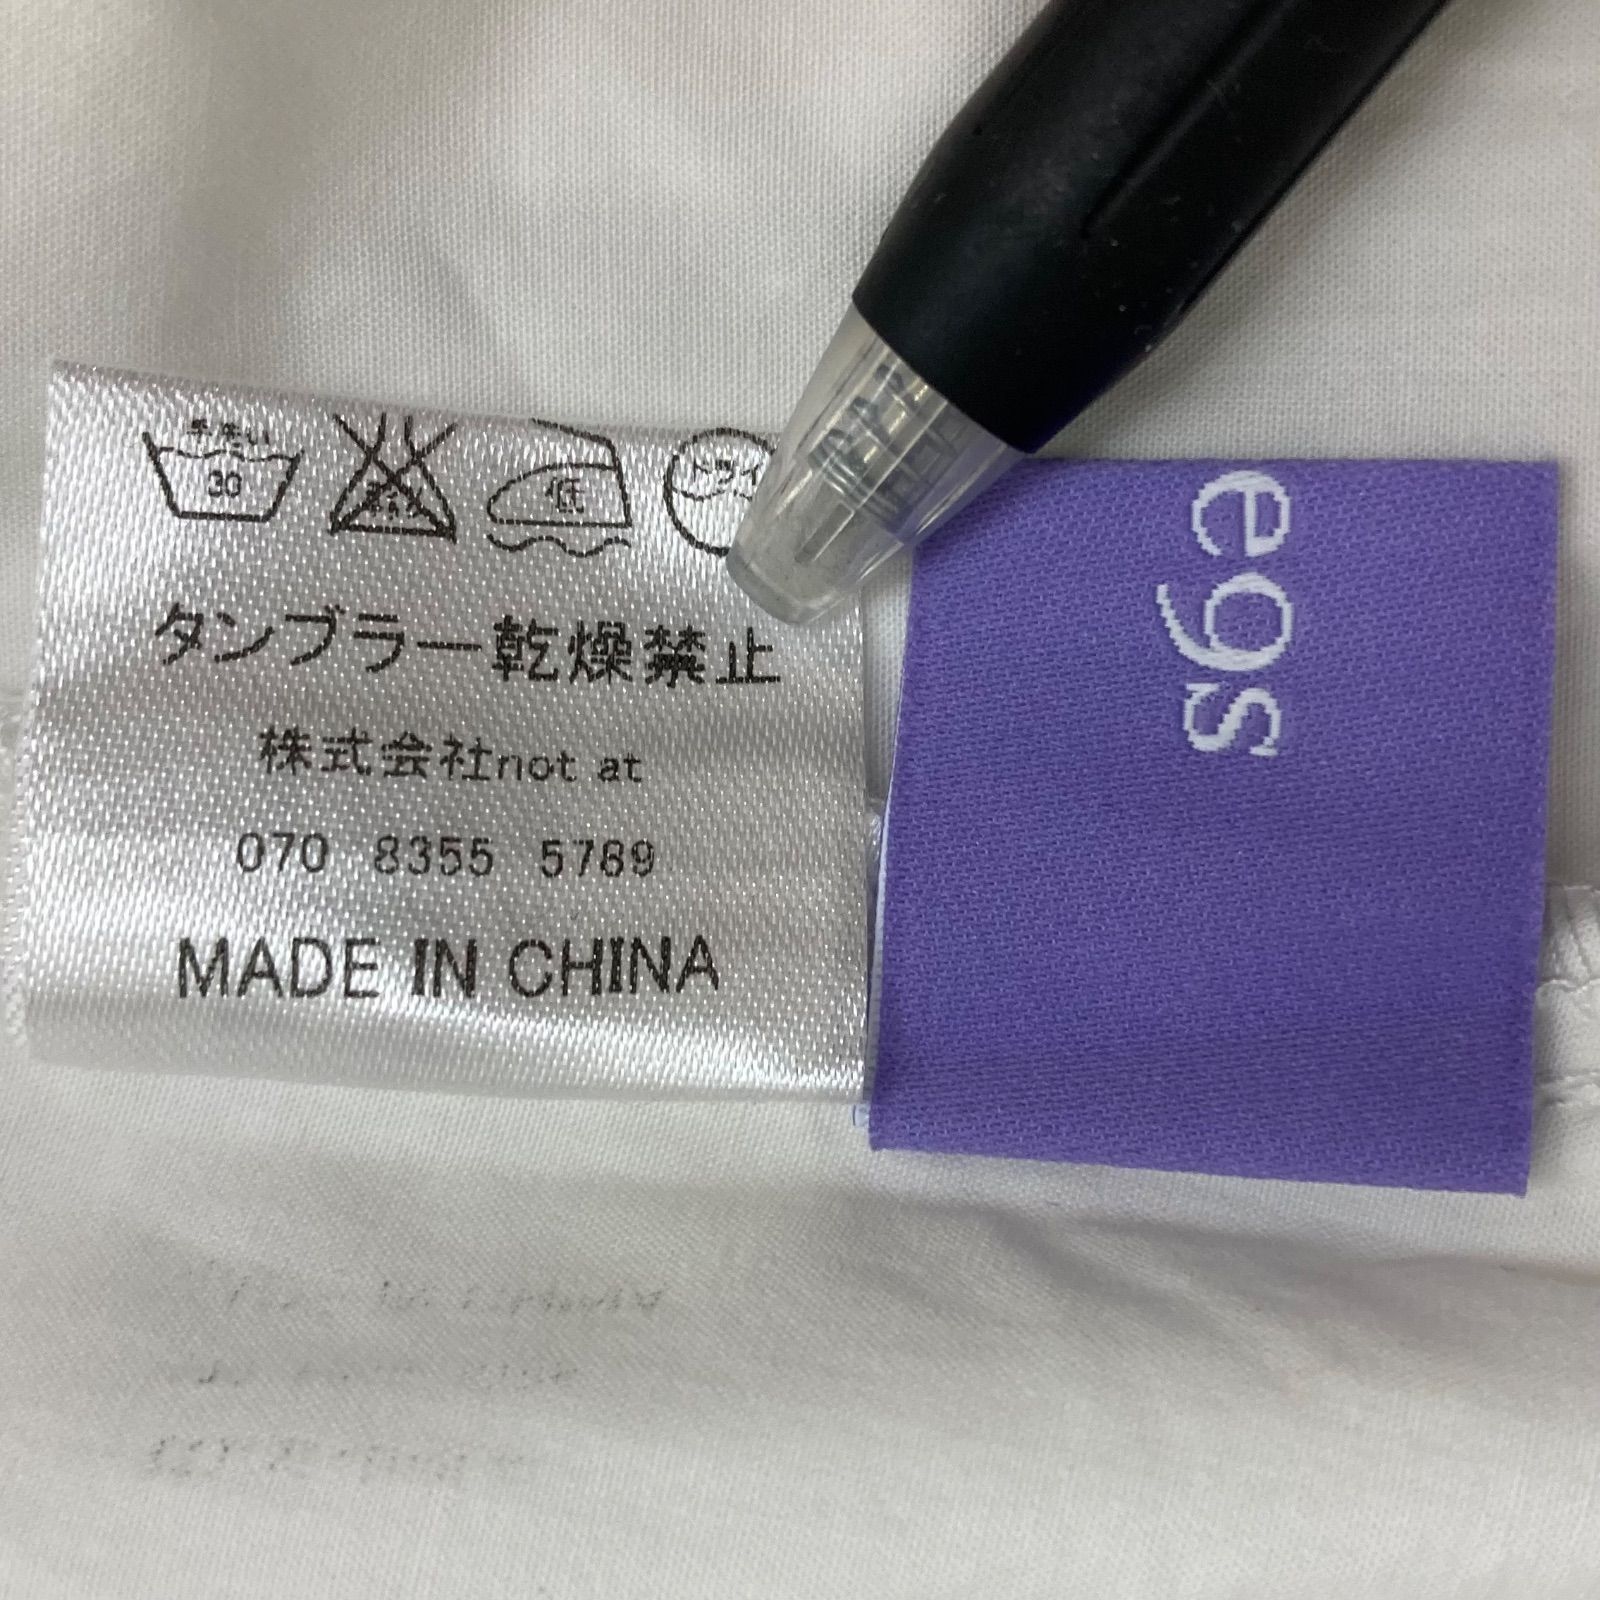 手洗い
30
低
ドライ
タンブラー乾燥禁止
株式会社not at
070 8355 5789
MADE IN CHINA
egs